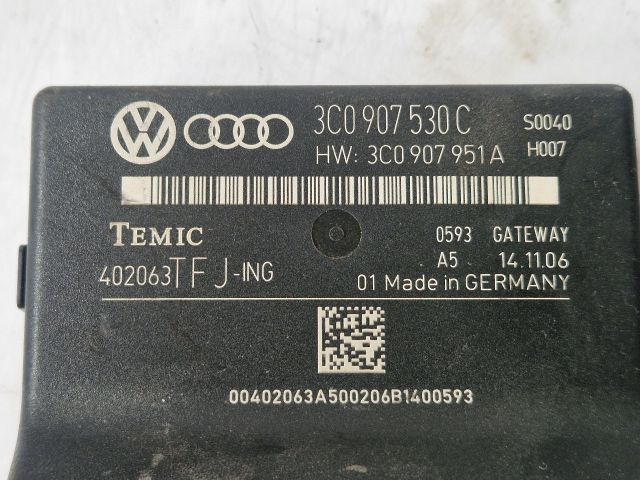 3C0 907 530 C S0040
HW: 3C0 907 951 A H007
TEMIC 0593 GATEWAY
402063TFJ-ING A5 14.11.06
01 Made in GERMANY
00402063A500206B1400593